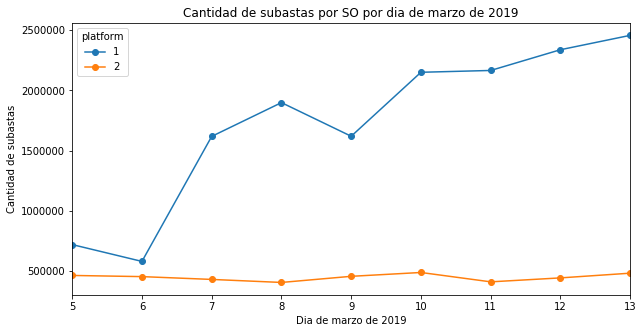 Cantidad de subastas por SO por dia de marzo de 2019
platform
1
2
Cantidad de subastas
2500000
2000000
1500000
1000000
500000
5 6 7 8 9 10 11 12 13
Dia de marzo de 2019